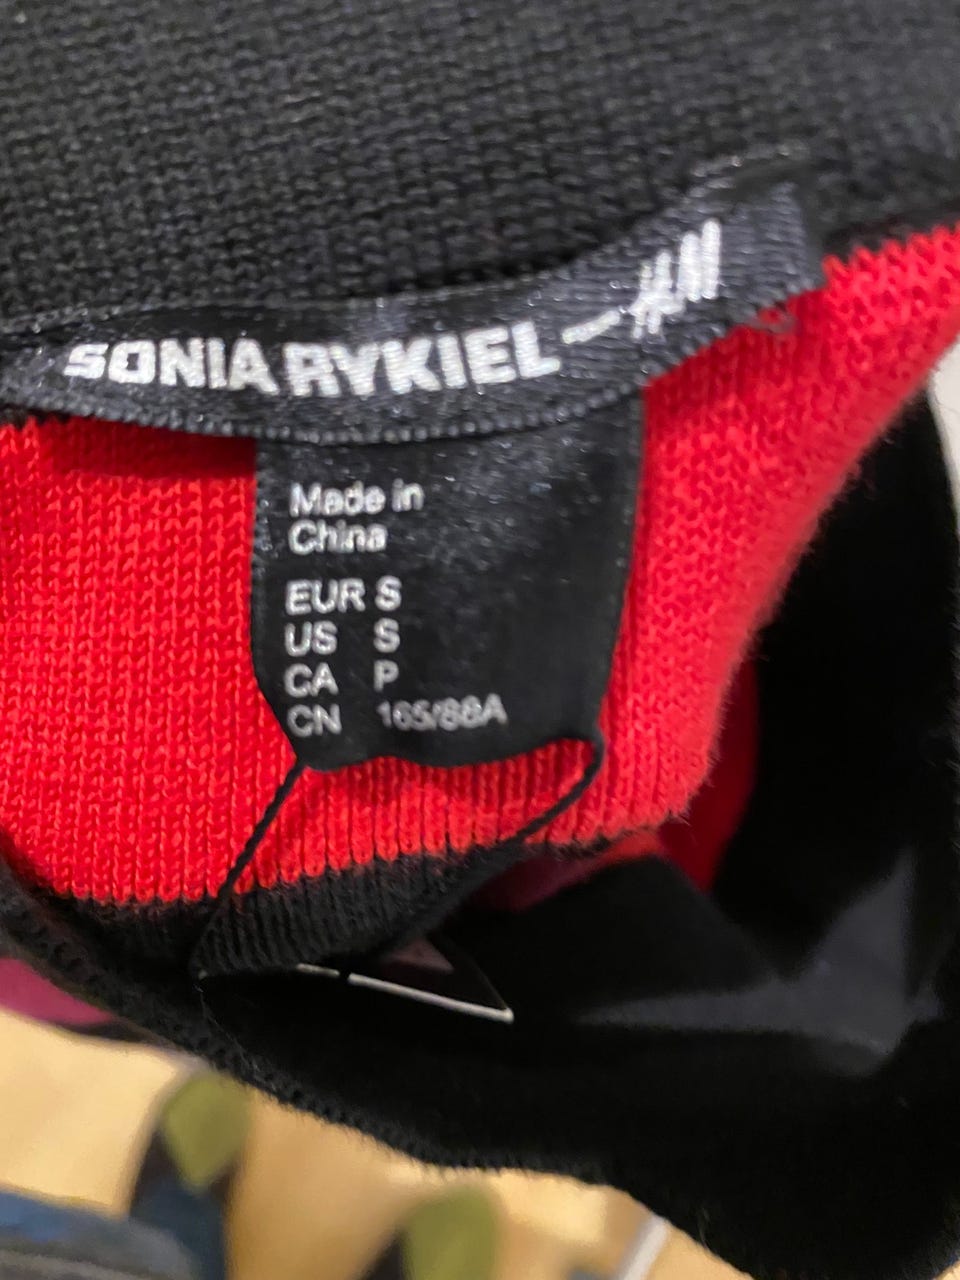 SONIA RYKIEL – H&M
Made in
China
EUR S
US S
CA P
CN 165/88A